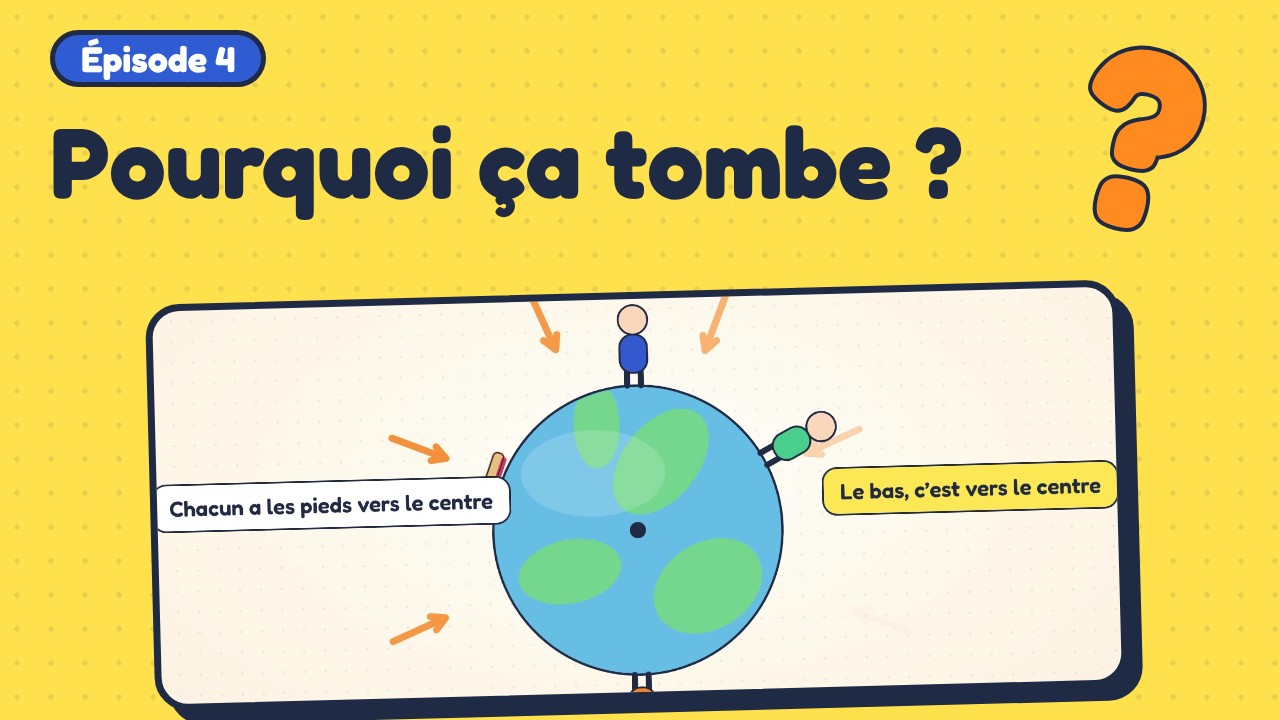 Épisode 4
Pourquoi ça tombe ?
?
Chacun a les pieds vers le centre
Le bas, c’est vers le centre